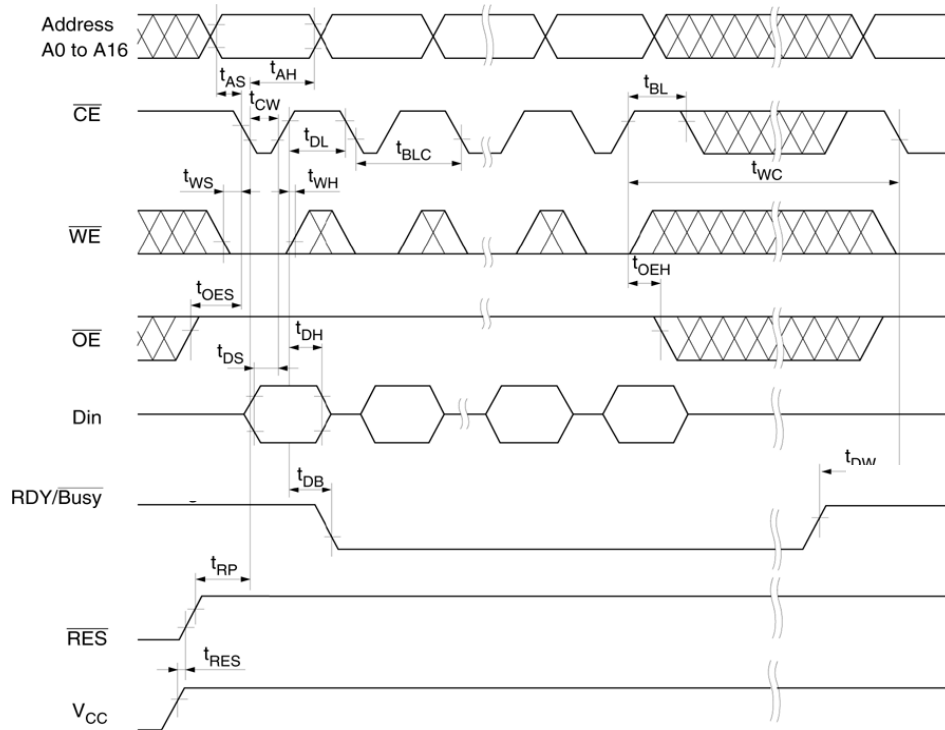 Address
A0 to A16
tAS
tAH
tCW
tBL
CE
tDL
tBLC
tWC
tWS
tWH
WE
tOES
tOEH
OE
tDS
tDH
Din
tDB
tDW
RDY/Busy
tRP
RES
tRES
VCC